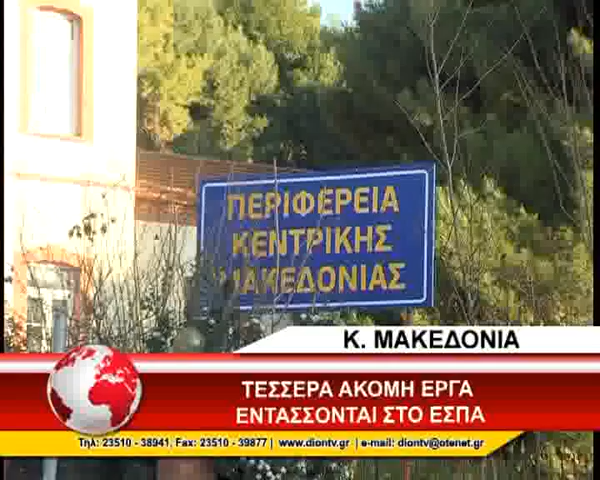 ΠΕΡΙΦΕΡΕΙΑ
ΚΕΝΤΡΙΚΗΣ
ΜΑΚΕΔΟΝΙΑΣ
Κ. ΜΑΚΕΔΟΝΙΑ
ΤΕΣΣΕΡΑ ΑΚΟΜΗ ΕΡΓΑ
ΕΝΤΑΣΣΟΝΤΑΙ ΣΤΟ ΕΣΠΑ
Τηλ: 23510 - 38941, Fax: 23510 - 39877 | www.diontv.gr | e-mail: diontv@otenet.gr